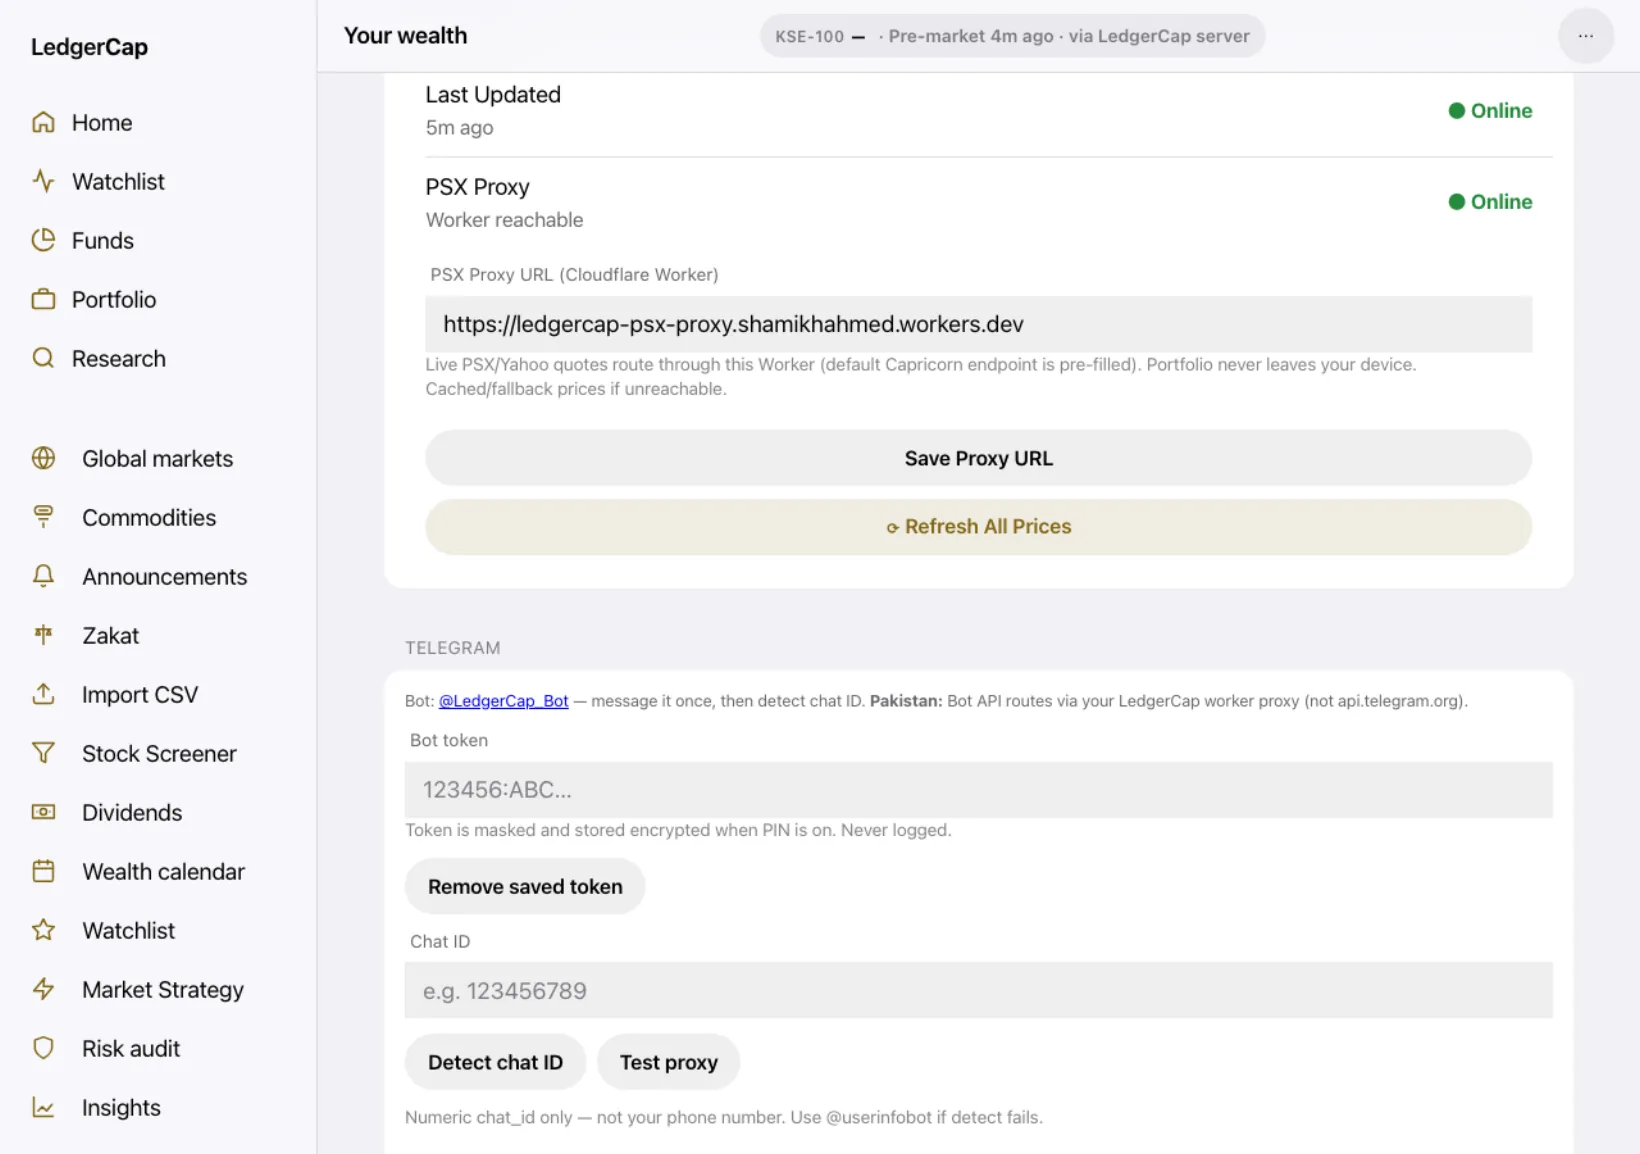 LedgerCap
Home
Watchlist
Funds
Portfolio
Research
Global markets
Commodities
Announcements
Zakat
Import CSV
Stock Screener
Dividends
Wealth calendar
Watchlist
Market Strategy
Risk audit
Insights
Your wealth
KSE-100 — · Pre-market 4m ago · via LedgerCap server
...
Last Updated
5m ago
Online
PSX Proxy
Worker reachable
Online
PSX Proxy URL (Cloudflare Worker)
https://ledgercap-psx-proxy.shamikhahmed.workers.dev
Live PSX/Yahoo quotes route through this Worker (default Capricorn endpoint is pre-filled). Portfolio never leaves your device.
Cached/fallback prices if unreachable.
Save Proxy URL
⟳ Refresh All Prices
TELEGRAM
Bot: @LedgerCap_Bot — message it once, then detect chat ID. Pakistan: Bot API routes via your LedgerCap worker proxy (not api.telegram.org).
Bot token
123456:ABC...
Token is masked and stored encrypted when PIN is on. Never logged.
Remove saved token
Chat ID
e.g. 123456789
Detect chat ID
Test proxy
Numeric chat_id only — not your phone number. Use @userinfobot if detect fails.